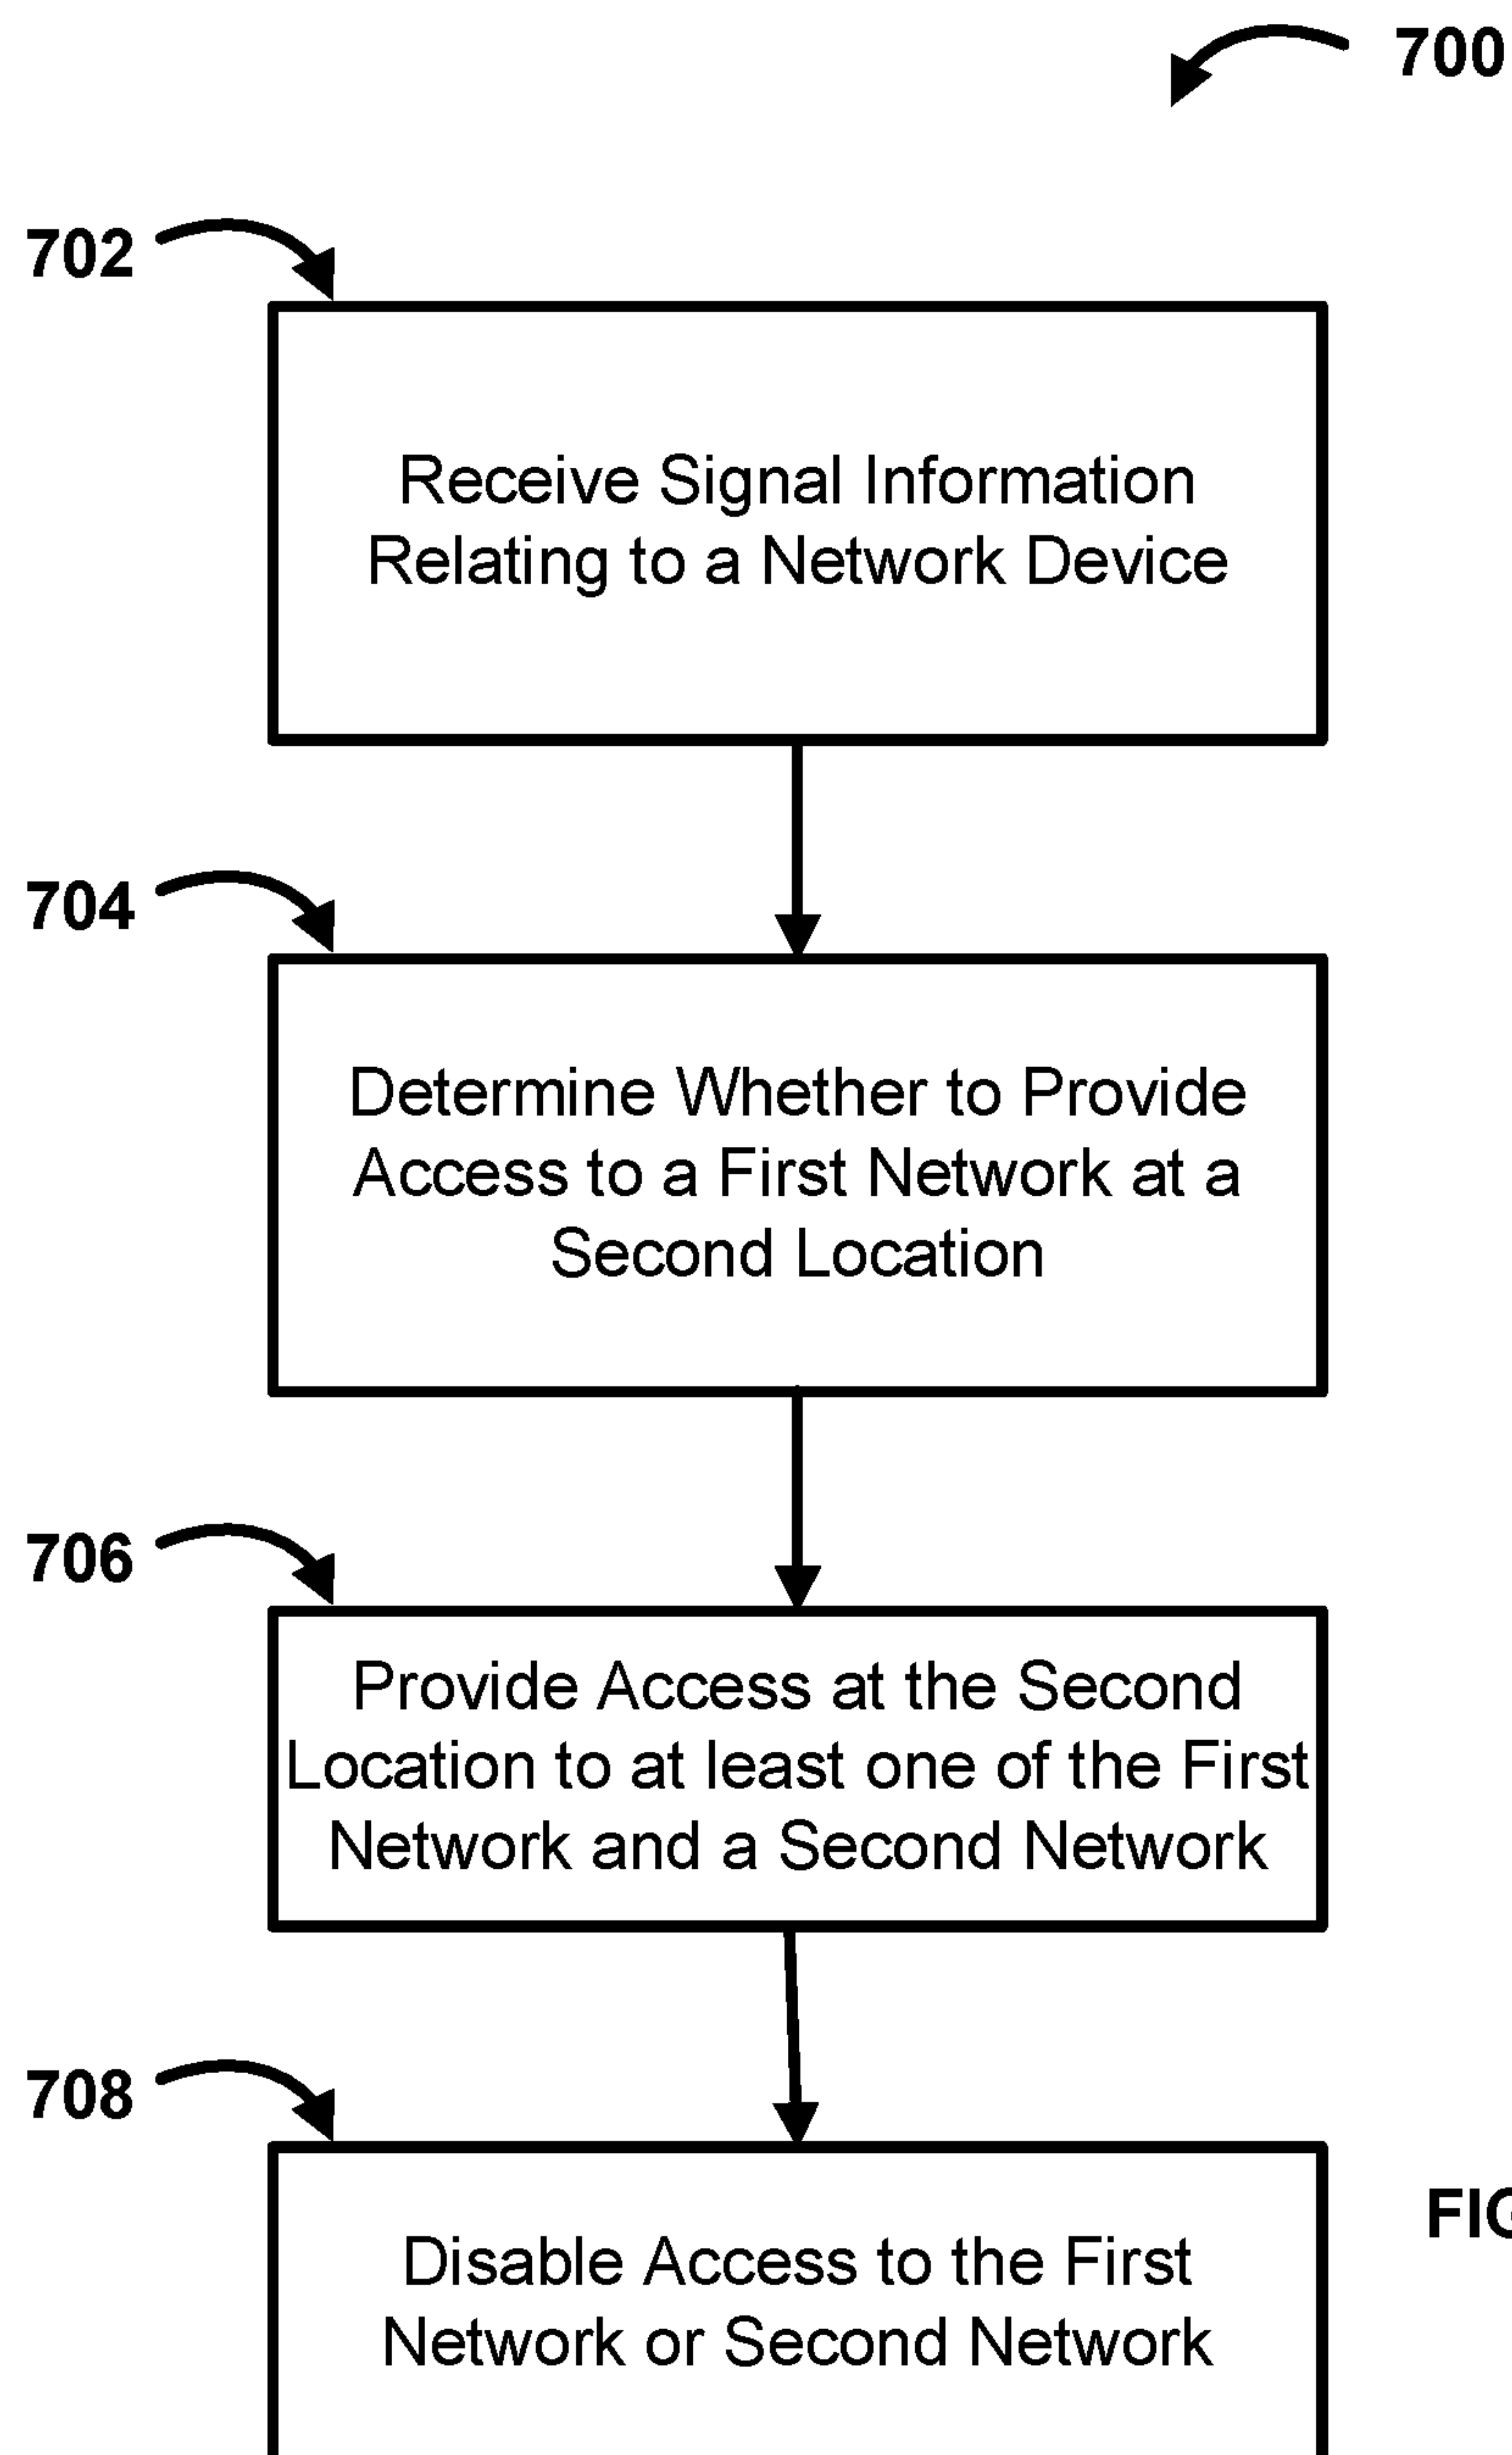 700
702
Receive Signal Information
Relating to a Network Device
704
Determine Whether to Provide
Access to a First Network at a
Second Location
706
Provide Access at the Second
Location to at least one of the First
Network and a Second Network
708
Disable Access to the First
Network or Second Network